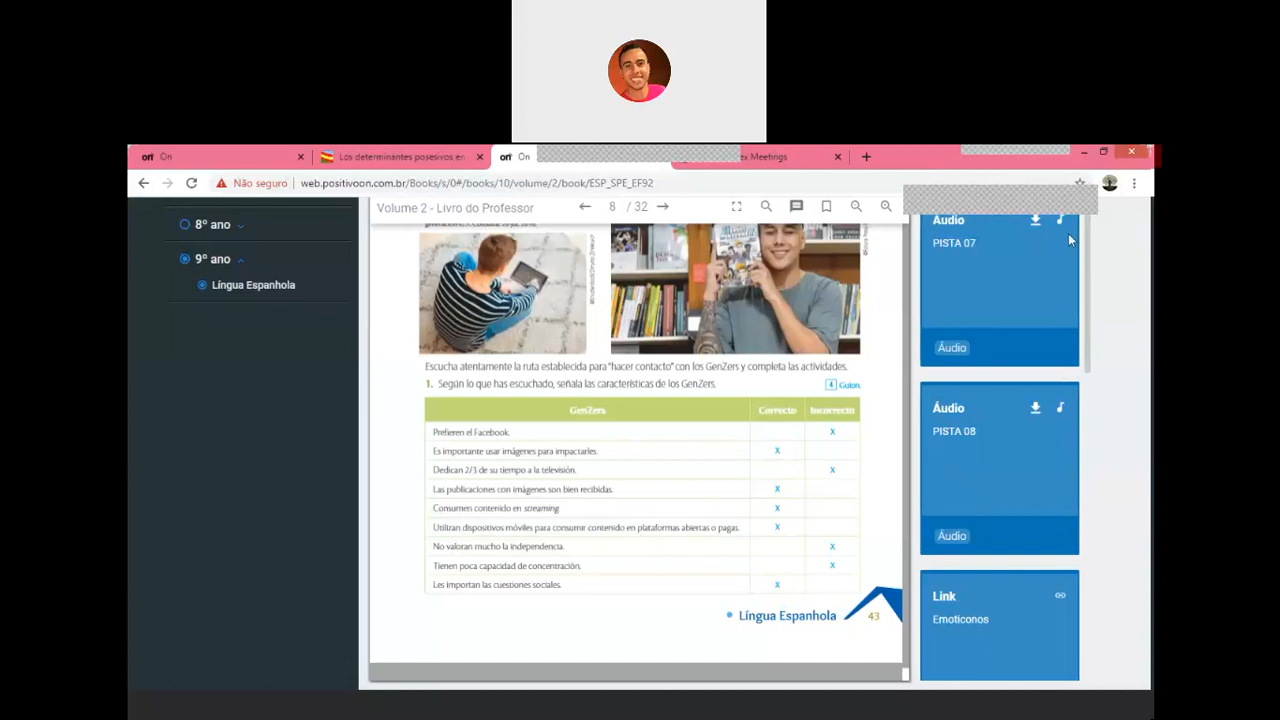 On
Los determinantes posesivos en
On
ex Meetings
Não seguro
web.positivoon.com.br/Books/s/0#/books/10/volume/2/book/ESP_SPE_EF92
Volume 2 - Livro do Professor
8 / 32
8º ano
9º ano
Língua Espanhola
Escucha atentamente la ruta establecida para "hacer contacto" con los GenZers y completa las actividades.
1. Según lo que has escuchado, señala las características de los GenZers.
4 Guion.
GenZers Correcto Incorrecto
Prefieren el Facebook. X
Es importante usar imágenes para impactarles. X
Dedican 2/3 de su tiempo a la televisión. X
Las publicaciones con imágenes son bien recibidas. X
Consumen contenido en streaming X
Utilizan dispositivos móviles para consumir contenido en plataformas abiertas o pagas. X
No valoran mucho la independencia. X
Tienen poca capacidad de concentración. X
Les importan las cuestiones sociales. X
Língua Espanhola 43
Áudio
PISTA 07
Áudio
Áudio
PISTA 08
Áudio
Link
Emoticonos